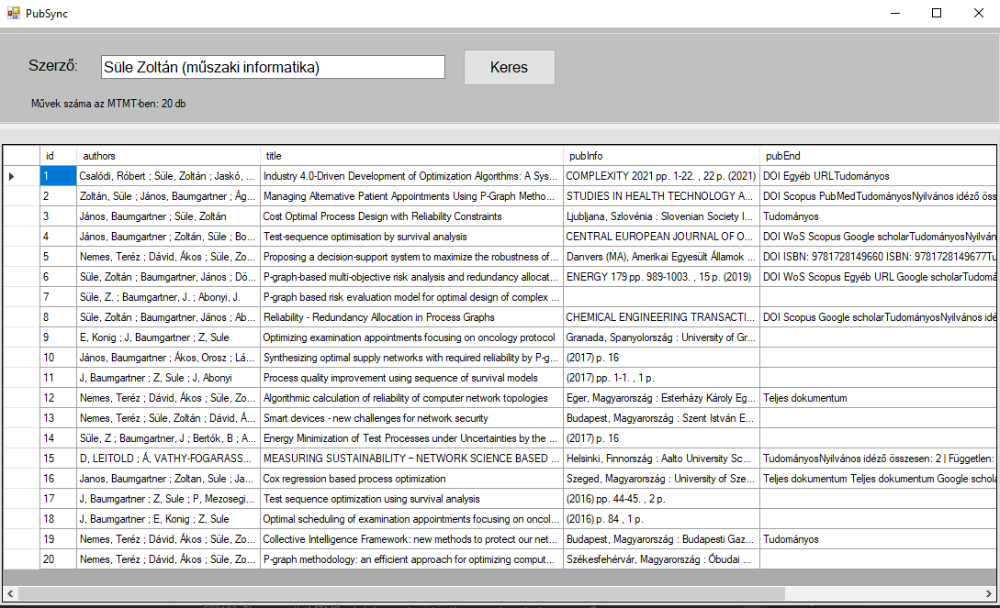 PubSync
Szerző: Süle Zoltán (műszaki informatika) Keres
Művek száma az MTMT-ben: 20 db
id authors title pubInfo pubEnd
1 Csalódi, Róbert ; Süle, Zoltán ; Jaskó, ... Industry 4.0-Driven Development of Optimization Algorithms: A Sys... COMPLEXITY 2021 pp. 1-22. , 22 p. (2021) DOI Egyéb URLTudományos
2 Zoltán, Süle ; János, Baumgartner ; Ág... Managing Alternative Patient Appointments Using P-Graph Metho... STUDIES IN HEALTH TECHNOLOGY A... DOI Scopus PubMedTudományosNyilvános idéző öss
3 János, Baumgartner ; Süle, Zoltán Cost Optimal Process Design with Reliability Constraints Ljubljana, Szlovénia : Slovenian Society I... Tudományos
4 János, Baumgartner ; Zoltán, Süle ; Bo... Test-sequence optimisation by survival analysis CENTRAL EUROPEAN JOURNAL OF O... DOI WoS Scopus Google scholarTudományosNyilván
5 Nemes, Teréz ; Dávid, Ákos ; Süle, Zo... Proposing a decision-support system to maximize the robustness of... Danvers (MA), Amerikai Egyesült Államok ... DOI ISBN: 9781728149660 ISBN: 9781728149677Tu
6 Süle, Zoltán ; Baumgartner, János ; Dö... P-graph-based multi-objective risk analysis and redundancy allocat... ENERGY 179 pp. 989-1003. , 15 p. (2019) DOI WoS Scopus Egyéb URL Google scholarTudomá
7 Süle, Z. ; Baumgartner, J. ; Abonyi, J. P-graph based risk evaluation model for optimal design of complex ...
8 Süle, Zoltán ; Baumgartner, János ; Ab... Reliability - Redundancy Allocation in Process Graphs CHEMICAL ENGINEERING TRANSACTI... DOI Scopus Google scholarTudományosNyilvános idé
9 E, Konig ; J, Baumgartner ; Z, Sule Optimizing examination appointments focusing on oncology protocol Granada, Spanyolország : University of Gr...
10 János, Baumgartner ; Ákos, Orosz ; Lá... Synthesizing optimal supply networks with required reliability by P-g... (2017) p. 16
11 J, Baumgartner ; Z, Sule ; J, Abonyi Process quality improvement using sequence of survival models (2017) pp. 1-1. , 1 p.
12 Nemes, Teréz ; Dávid, Ákos ; Süle, Zo... Algorithmic calculation of reliability of computer network topologies Eger, Magyarország : Esterházy Károly Eg... Teljes dokumentum
13 Nemes, Teréz ; Süle, Zoltán ; Dávid, Á... Smart devices - new challenges for network security Budapest, Magyarország : Szent István E...
14 Süle, Z ; Baumgartner, J ; Bertók, B ; A... Energy Minimization of Test Processes under Uncertainties by the ... (2017) p. 16
15 D, LEITOLD ; Á, VATHY-FOGARASS... MEASURING SUSTAINABILITY − NETWORK SCIENCE BASED ... Helsinki, Finnország : Aalto University Sc... TudományosNyilvános idéző összesen: 2 | Független:
16 Janos, Baumgartner ; Zoltan, Sule ; Ja... Cox regression based process optimization Szeged, Magyarország : University of Sze... Teljes dokumentum Teljes dokumentum Google schola
17 J, Baumgartner ; Z, Sule ; P, Mezosegi... Test sequence optimization using survival analysis (2016) pp. 44-45. , 2 p.
18 J, Baumgartner ; E, Konig ; Z, Sule Optimal scheduling of examination appointments focusing on oncol... (2016) p. 84 , 1 p.
19 Nemes, Teréz ; Dávid, Ákos ; Süle, Zo... Collective Intelligence Framework: new methods to protect our net... Budapest, Magyarország : Budapesti Gaz... Tudományos
20 Nemes, Teréz ; Dávid, Ákos ; Süle, Zo... P-graph methodology: an efficient approach for optimizing comput... Székesfehérvár, Magyarország : Óbudai ...